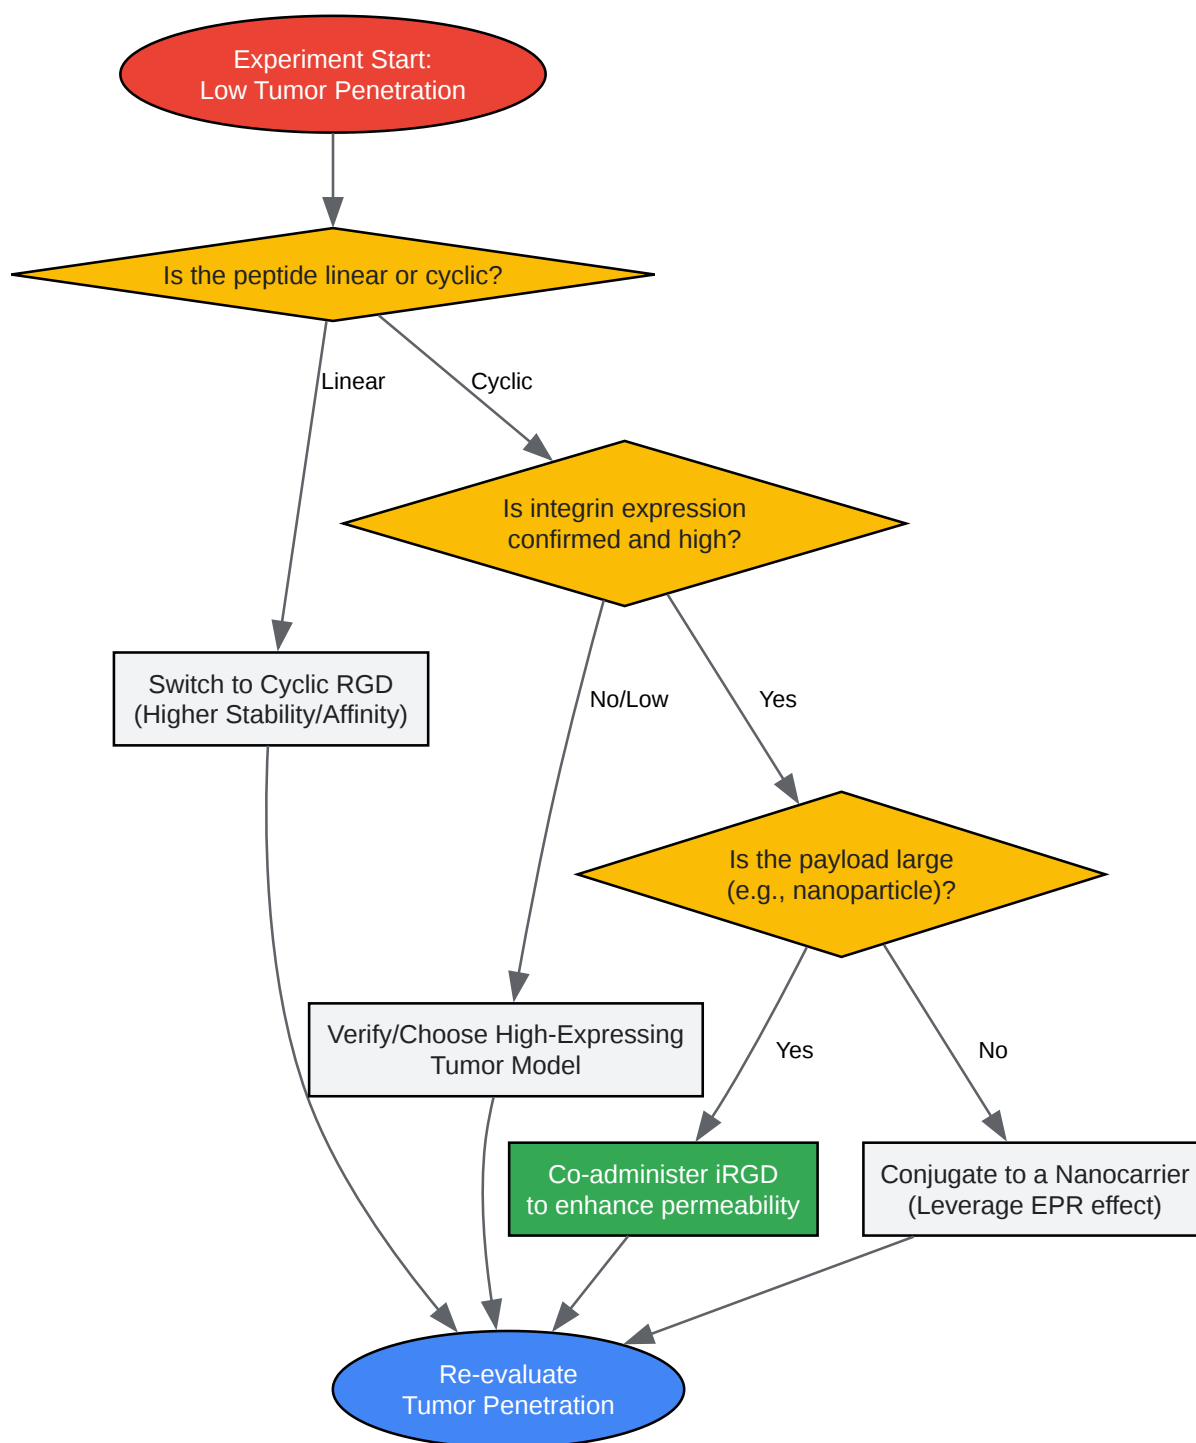 Experiment Start:
Low Tumor Penetration
Is the peptide linear or cyclic?
Linear
Cyclic
Is integrin expression
confirmed and high?
Switch to Cyclic RGD
(Higher Stability/Affinity)
No/Low
Yes
Is the payload large
(e.g., nanoparticle)?
Verify/Choose High-Expressing
Tumor Model
Yes
No
Co-administer iRGD
to enhance permeability
Conjugate to a Nanocarrier
(Leverage EPR effect)
Re-evaluate
Tumor Penetration